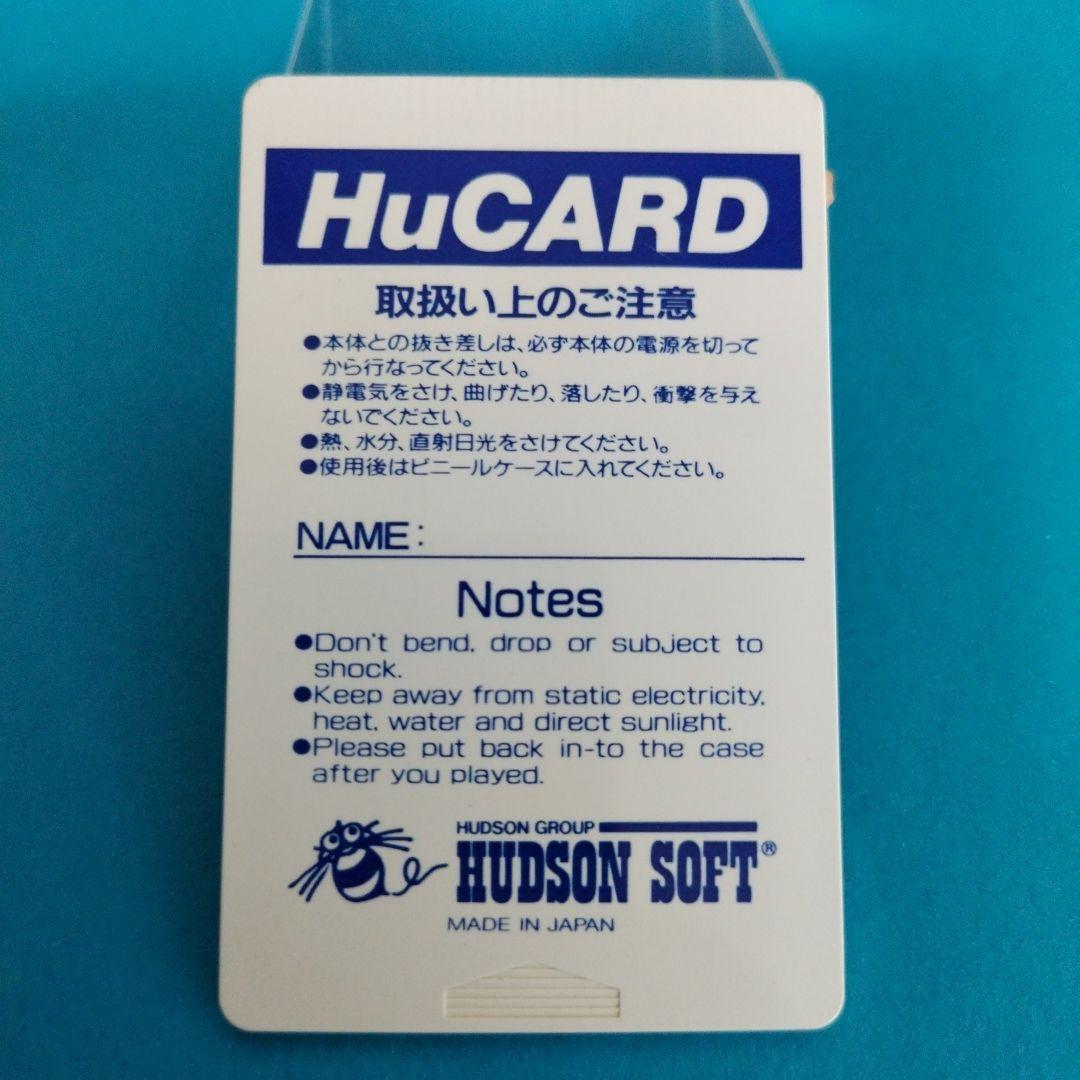 HuCARD
取扱い上のご注意
●本体との抜き差しは、必ず本体の電源を切って
から行なってください。
●静電気をさけ、曲げたり、落したり、衝撃を与え
ないでください。
●熱、水分、直射日光をさけてください。
●使用後はビニールケースに入れてください。
NAME:
Notes
●Don't bend, drop or subject to
shock.
●Keep away from static electricity,
heat, water and direct sunlight.
●Please put back in-to the case
after you played.
HUDSON GROUP
HUDSON SOFT®
MADE IN JAPAN